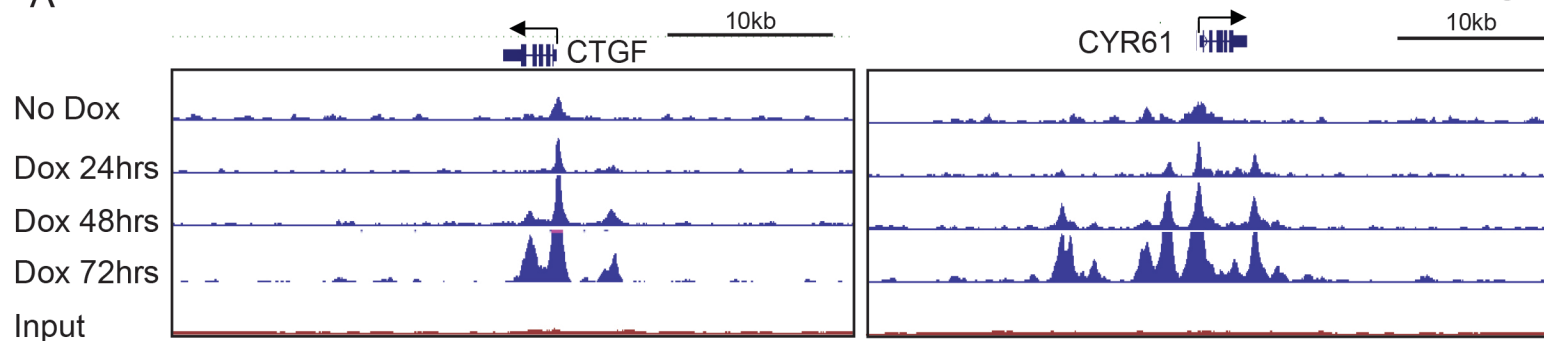 A
10kb
CTGF
CYR61
10kb
No Dox
Dox 24hrs
Dox 48hrs
Dox 72hrs
Input